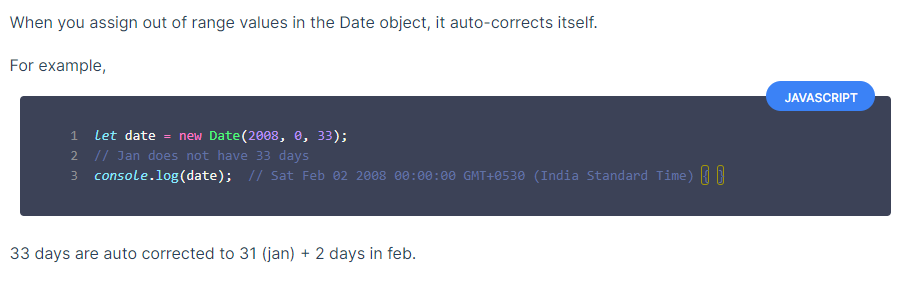 When you assign out of range values in the Date object, it auto-corrects itself.
For example,
JAVASCRIPT
1 let date = new Date(2008, 0, 33);
2 // Jan does not have 33 days
3 console.log(date); // Sat Feb 02 2008 00:00:00 GMT+0530 (India Standard Time) { }
33 days are auto corrected to 31 (jan) + 2 days in feb.